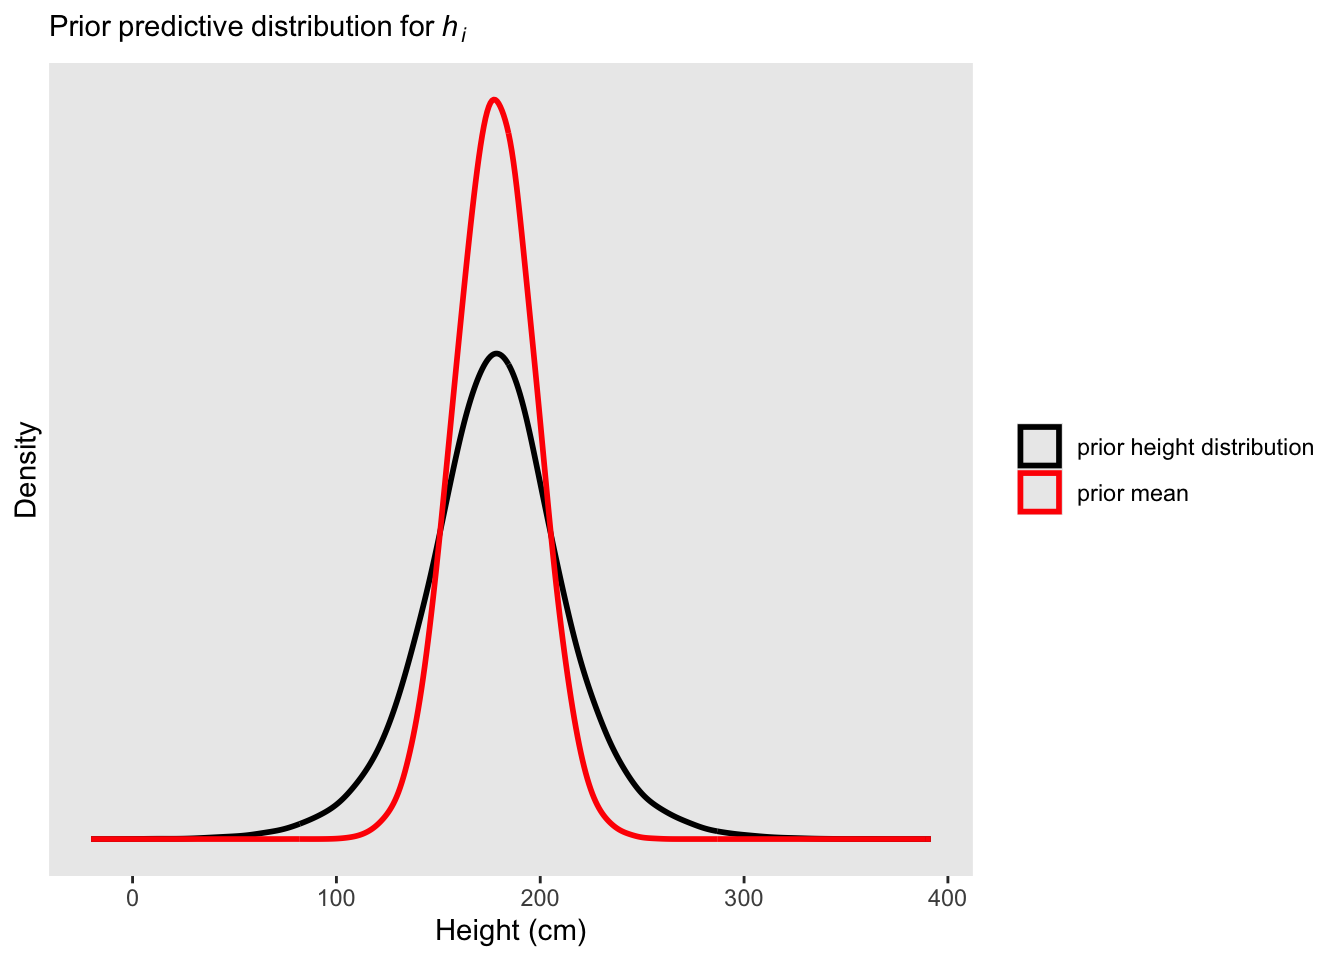 Prior predictive distribution for h i
Density
prior height distribution
prior mean
0 100 200 300 400
Height (cm)